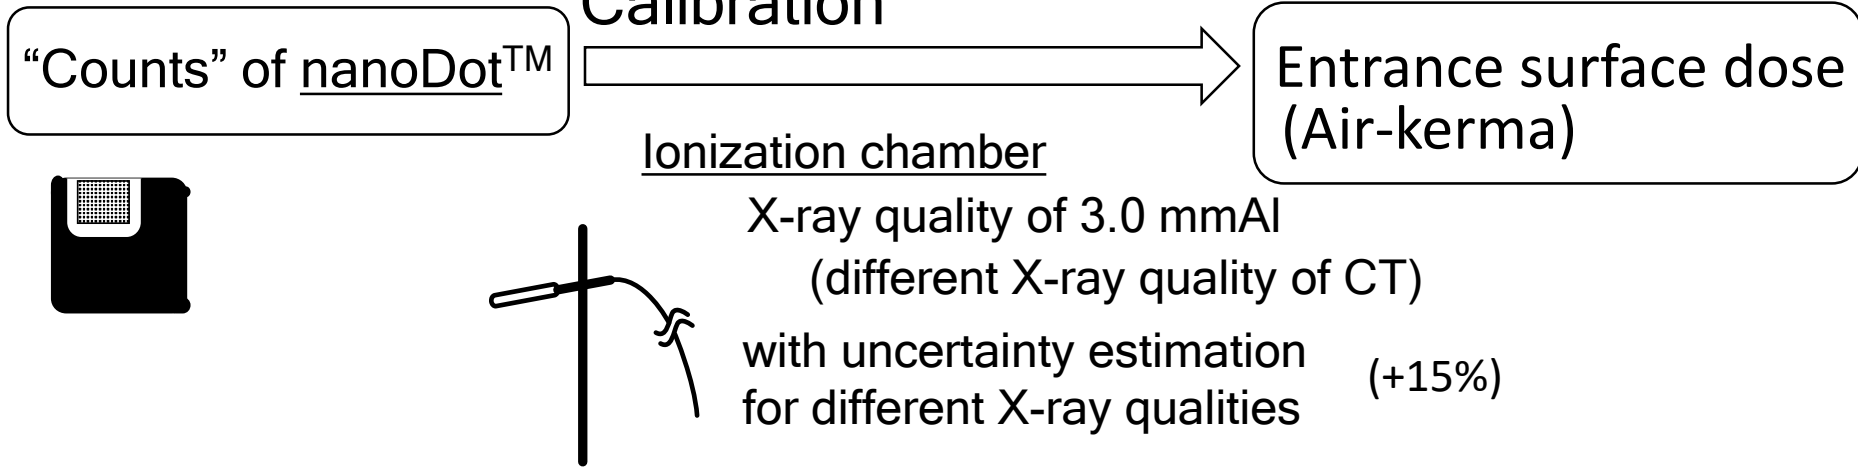 Calibration
“Counts” of nanoDot™
Entrance surface dose
(Air-kerma)
Ionization chamber
X-ray quality of 3.0 mmAl
(different X-ray quality of CT)
with uncertainty estimation
for different X-ray qualities
(+15%)